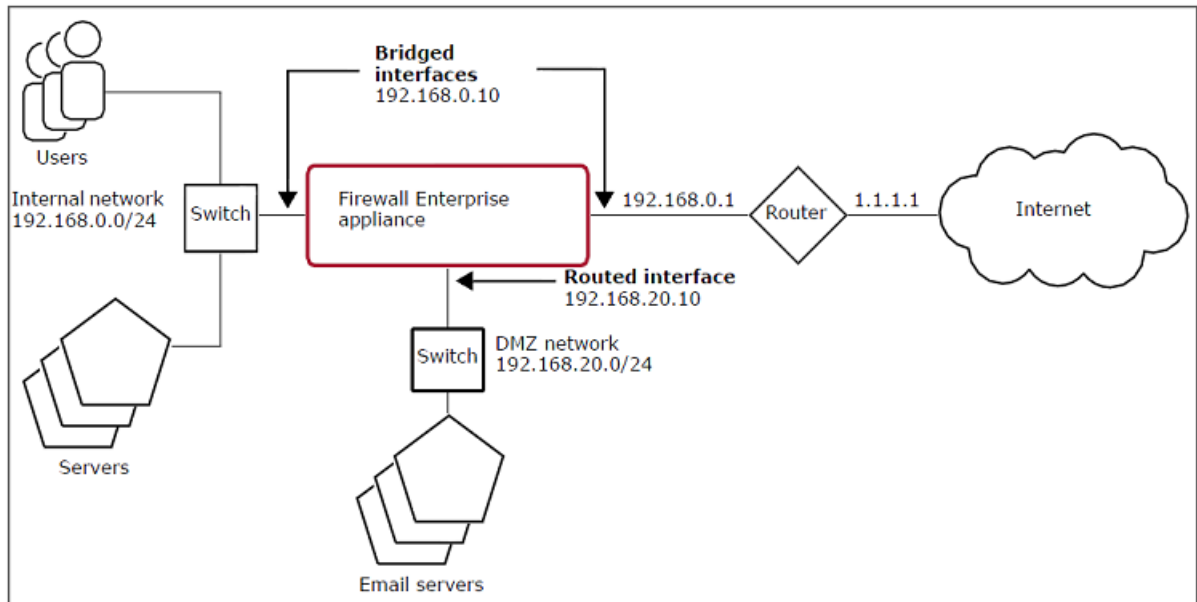 Bridged
interfaces
192.168.0.10
Users
Internal network
192.168.0.0/24
Switch
Firewall Enterprise
appliance
192.168.0.1
Router
1.1.1.1
Internet
Routed interface
192.168.20.10
Switch
DMZ network
192.168.20.0/24
Servers
Email servers